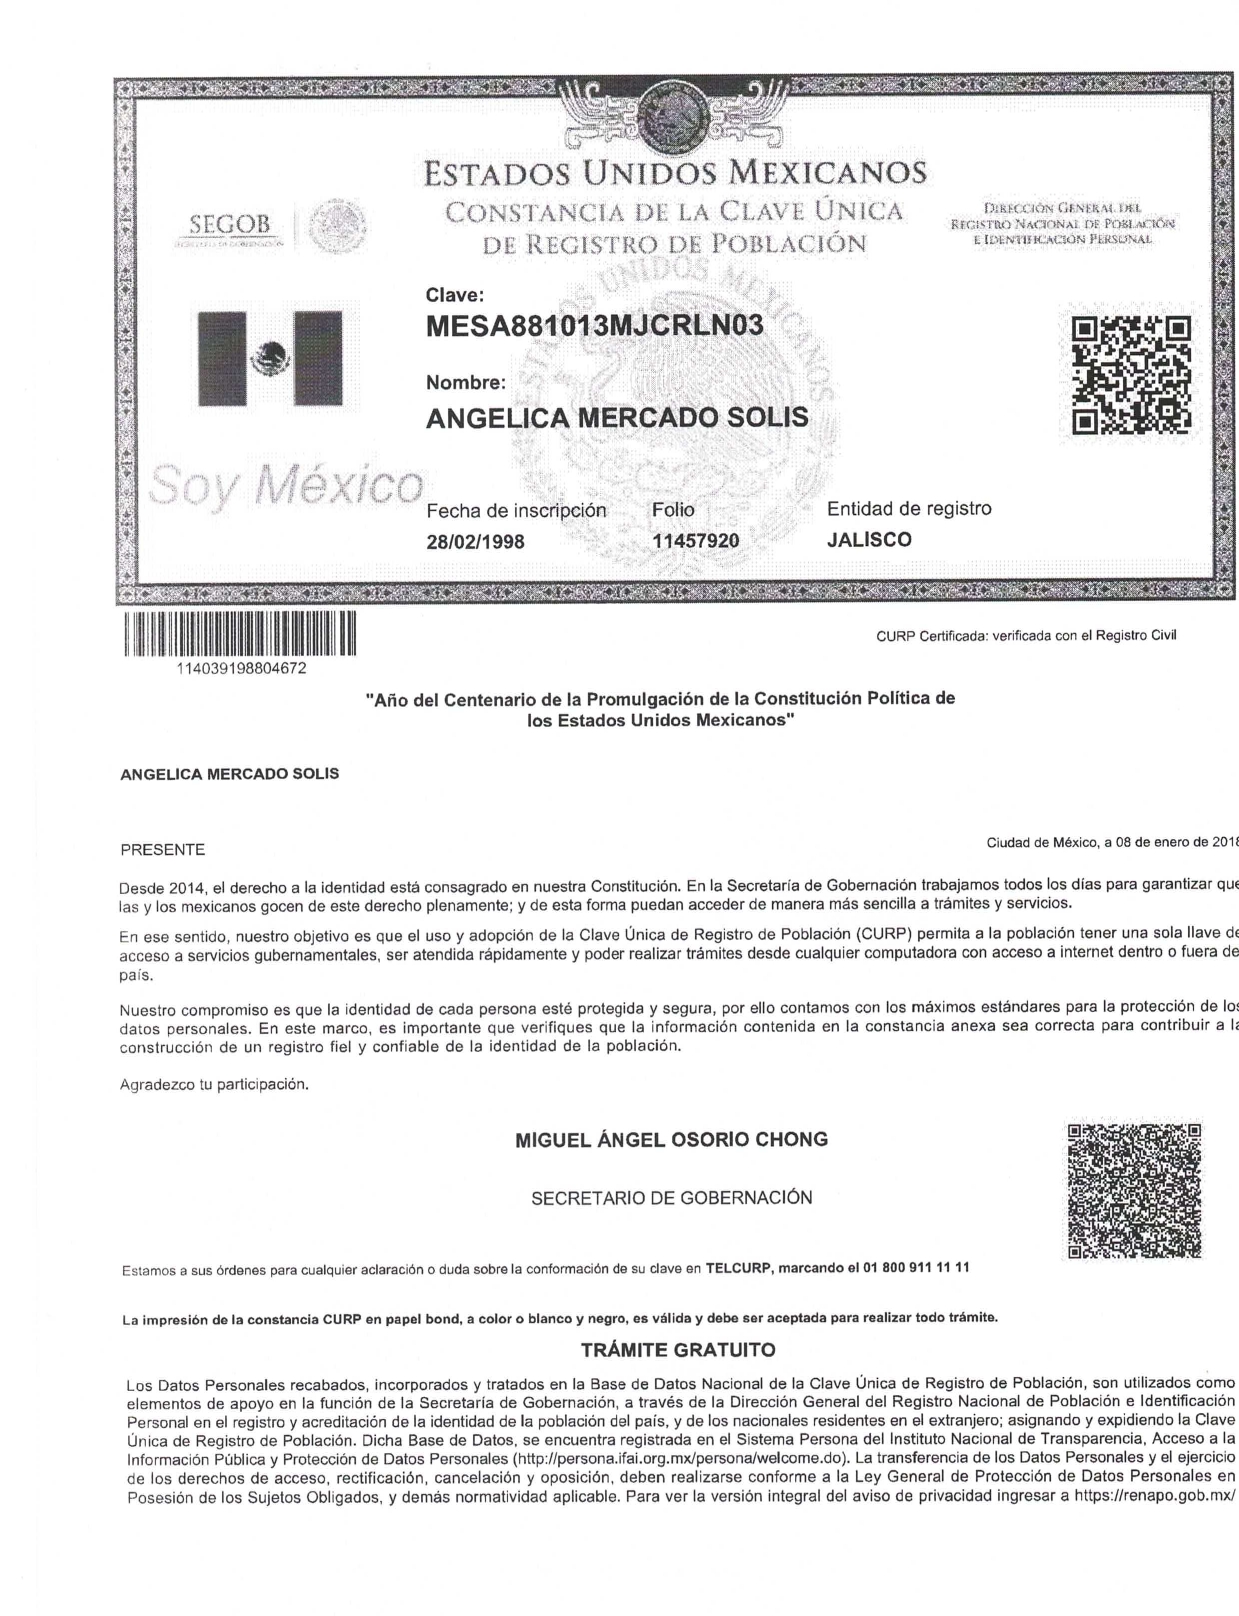 ESTADOS UNIDOS MEXICANOS
CONSTANCIA DE LA CLAVE ÚNICA
DE REGISTRO DE POBLACIÓN
SEGOB
SECRETARÍA DE GOBERNACIÓN
DIRECCIÓN GENERAL DEL
REGISTRO NACIONAL DE POBLACIÓN
E IDENTIFICACIÓN PERSONAL
ESTADOS UNIDOS MEXICANOS
Clave:
MESA881013MJCRLN03
Nombre:
ANGELICA MERCADO SOLIS
Soy México
Fecha de inscripción Folio Entidad de registro
28/02/1998 11457920 JALISCO
114039198804672
CURP Certificada: verificada con el Registro Civil
"Año del Centenario de la Promulgación de la Constitución Política de
los Estados Unidos Mexicanos"
ANGELICA MERCADO SOLIS
PRESENTE
Ciudad de México, a 08 de enero de 2018
Desde 2014, el derecho a la identidad está consagrado en nuestra Constitución. En la Secretaría de Gobernación trabajamos todos los días para garantizar que
las y los mexicanos gocen de este derecho plenamente; y de esta forma puedan acceder de manera más sencilla a trámites y servicios.
En ese sentido, nuestro objetivo es que el uso y adopción de la Clave Única de Registro de Población (CURP) permita a la población tener una sola llave de
acceso a servicios gubernamentales, ser atendida rápidamente y poder realizar trámites desde cualquier computadora con acceso a internet dentro o fuera de
país.
Nuestro compromiso es que la identidad de cada persona esté protegida y segura, por ello contamos con los máximos estándares para la protección de los
datos personales. En este marco, es importante que verifiques que la información contenida en la constancia anexa sea correcta para contribuir a la
construcción de un registro fiel y confiable de la identidad de la población.
Agradezco tu participación.
MIGUEL ÁNGEL OSORIO CHONG
SECRETARIO DE GOBERNACIÓN
Estamos a sus órdenes para cualquier aclaración o duda sobre la conformación de su clave en TELCURP, marcando el 01 800 911 11 11
La impresión de la constancia CURP en papel bond, a color o blanco y negro, es válida y debe ser aceptada para realizar todo trámite.
TRÁMITE GRATUITO
Los Datos Personales recabados, incorporados y tratados en la Base de Datos Nacional de la Clave Única de Registro de Población, son utilizados como
elementos de apoyo en la función de la Secretaría de Gobernación, a través de la Dirección General del Registro Nacional de Población e Identificación
Personal en el registro y acreditación de la identidad de la población del país, y de los nacionales residentes en el extranjero; asignando y expidiendo la Clave
Única de Registro de Población. Dicha Base de Datos, se encuentra registrada en el Sistema Persona del Instituto Nacional de Transparencia, Acceso a la
Información Pública y Protección de Datos Personales (http://persona.ifai.org.mx/persona/welcome.do). La transferencia de los Datos Personales y el ejercicio
de los derechos de acceso, rectificación, cancelación y oposición, deben realizarse conforme a la Ley General de Protección de Datos Personales en
Posesión de los Sujetos Obligados, y demás normatividad aplicable. Para ver la versión integral del aviso de privacidad ingresar a https://renapo.gob.mx/